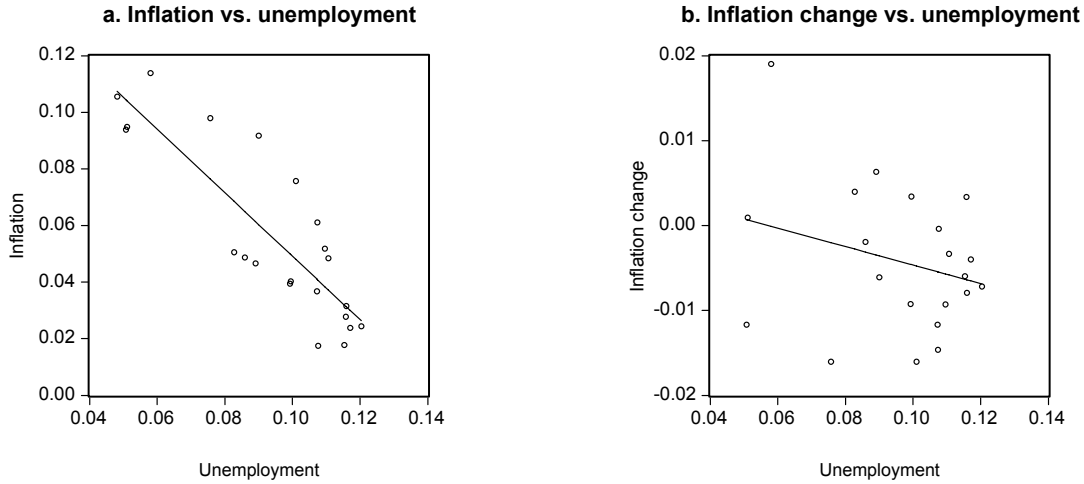 a. Inflation vs. unemployment
0.12
0.10
0.08
0.06
0.04
0.02
0.00
Inflation
0.04 0.06 0.08 0.10 0.12 0.14
Unemployment
b. Inflation change vs. unemployment
0.02
0.01
0.00
-0.01
-0.02
Inflation change
0.04 0.06 0.08 0.10 0.12 0.14
Unemployment